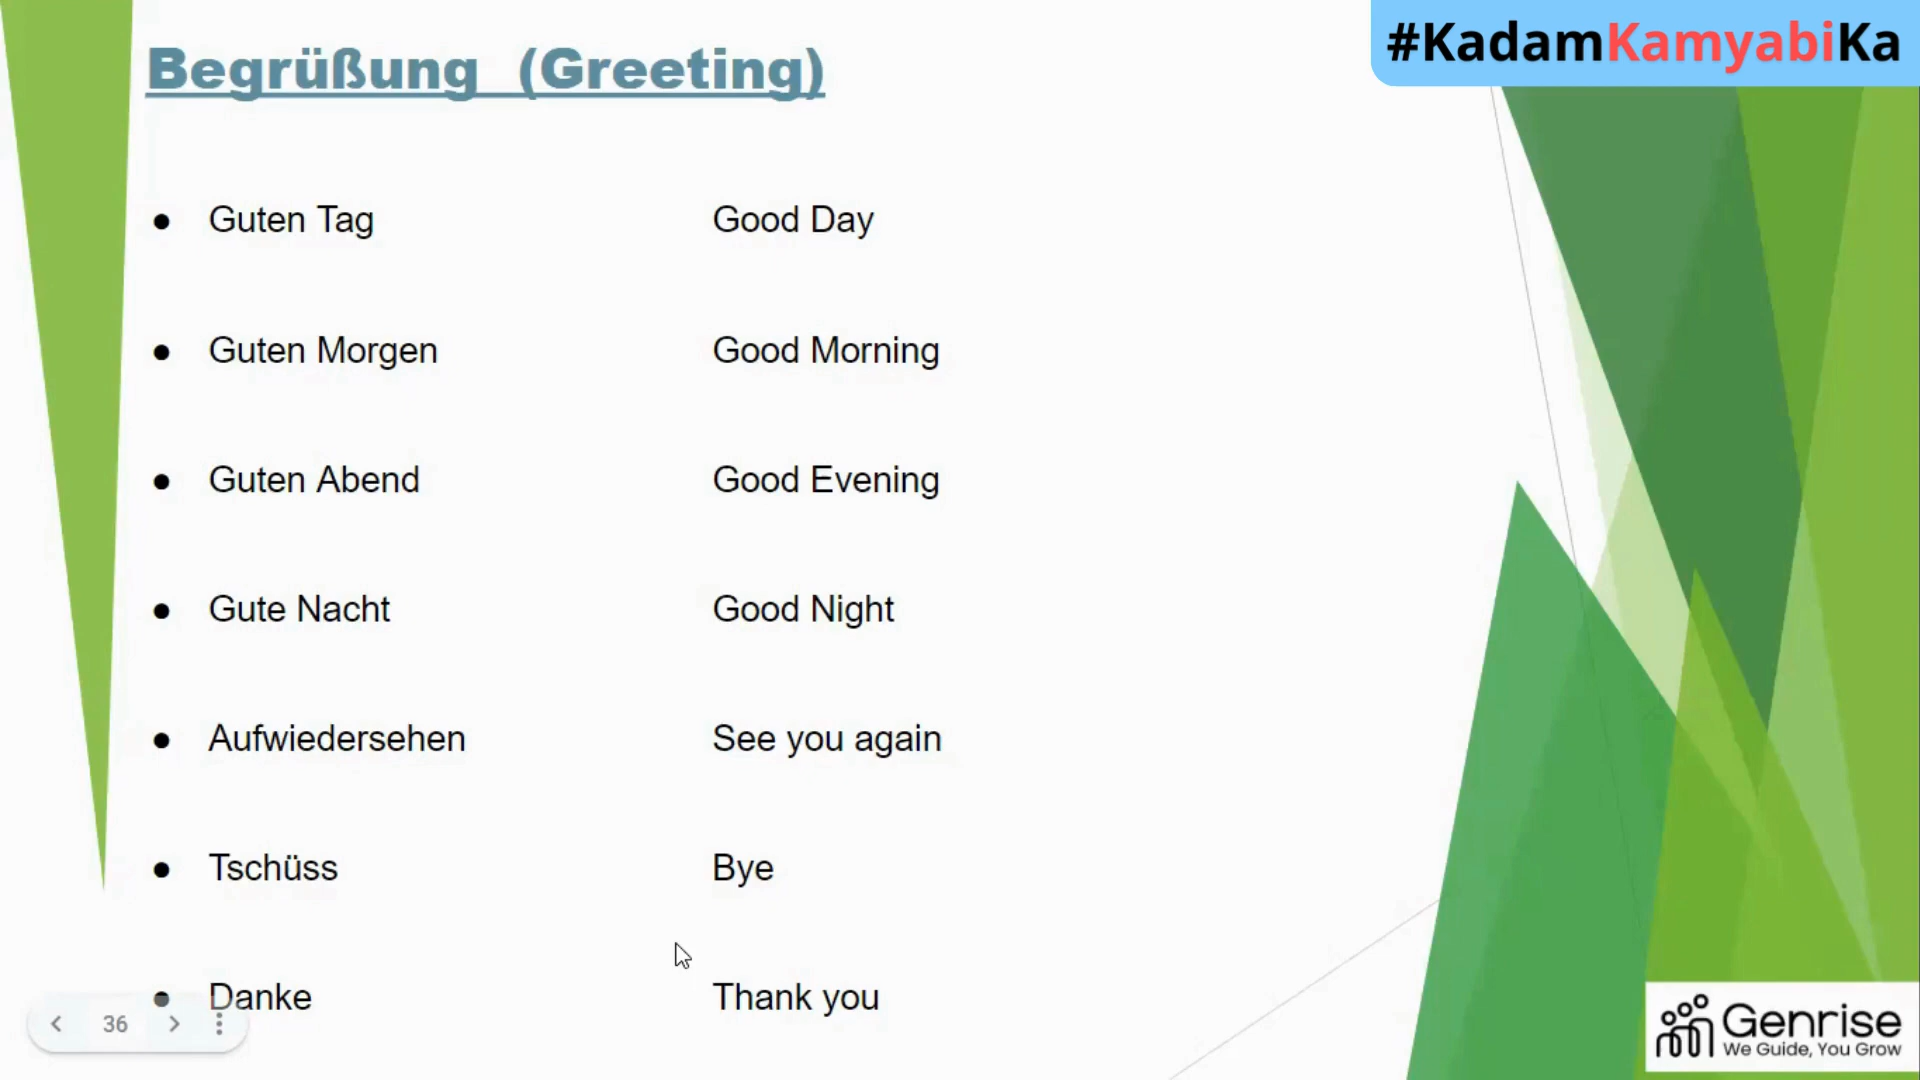 #KadamKamyabiKa
Begrüßung (Greeting)
● Guten Tag Good Day
● Guten Morgen Good Morning
● Guten Abend Good Evening
● Gute Nacht Good Night
● Aufwiedersehen See you again
● Tschüss Bye
● Danke Thank you
36
Genrise
We Guide, You Grow